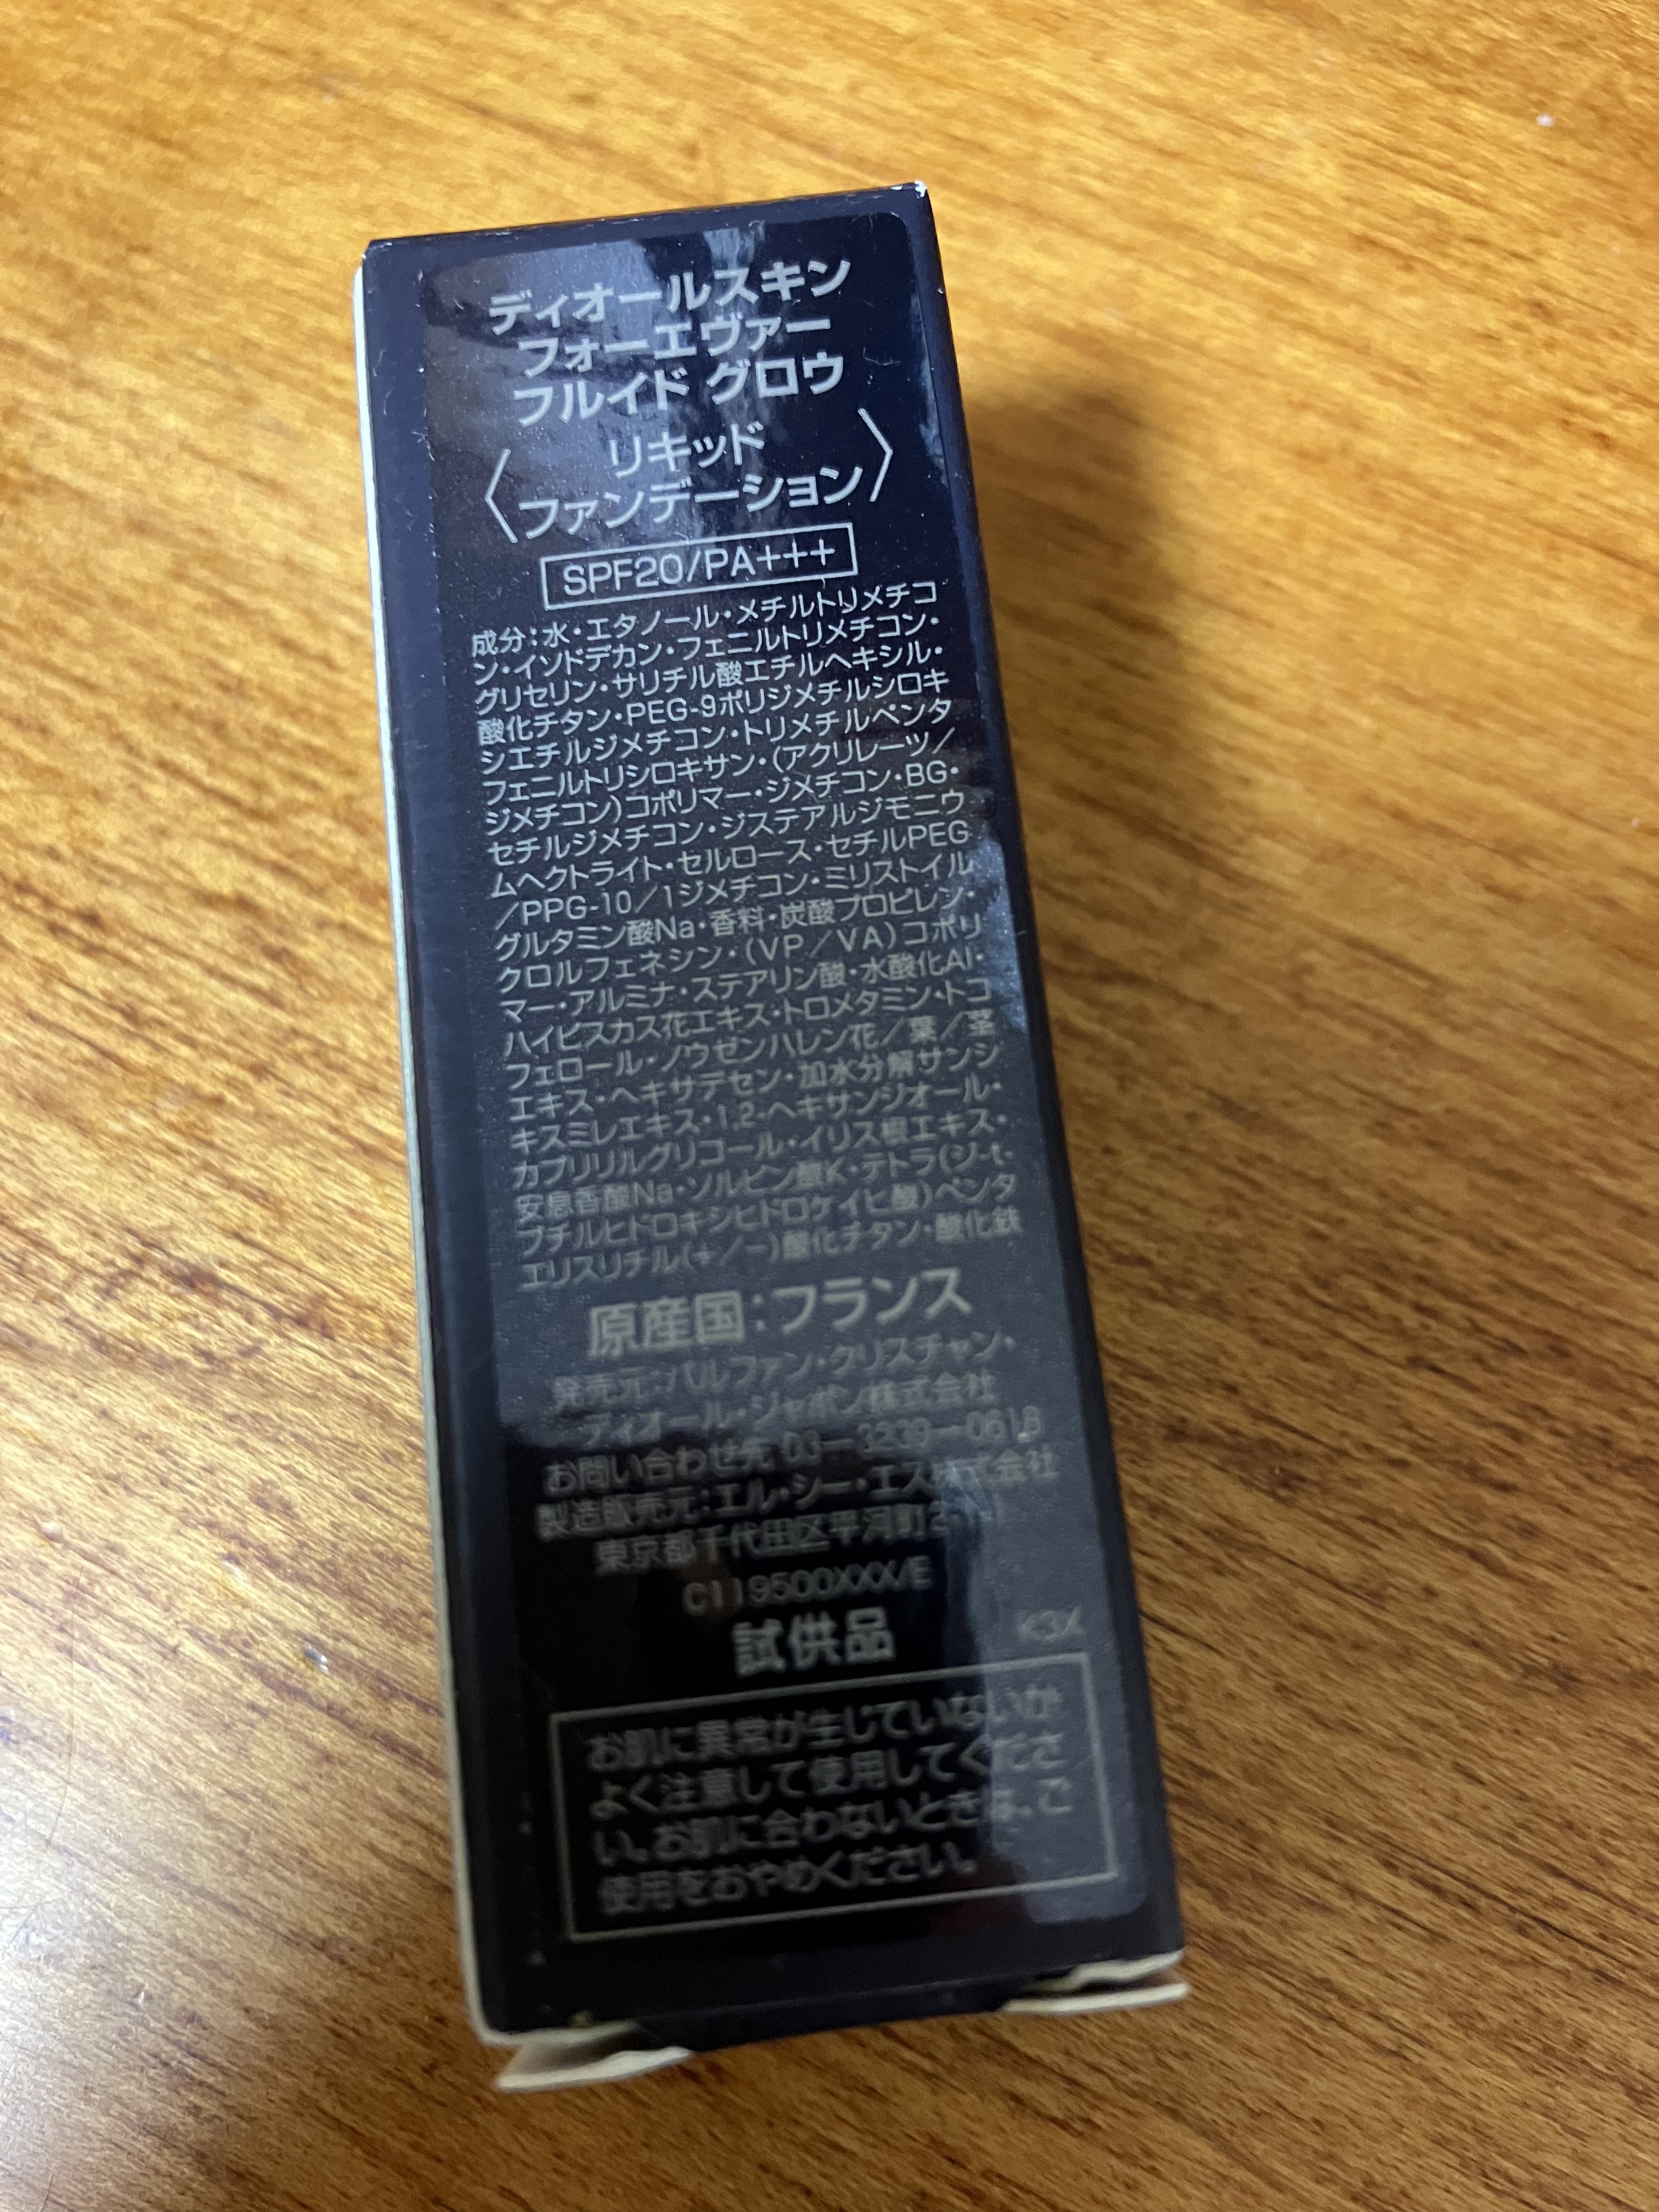 ディオールスキン
フォーエヴァー
フルイド グロウ
〈リキッド
ファンデーション〉
SPF20/PA+++
成分：水・エタノール・メチルトリメチコ
ン・イソドデカン・フェニルトリメチコン・
グリセリン・サリチル酸エチルヘキシル・
酸化チタン・PEG-9ポリジメチルシロキ
シエチルジメチコン・トリメチルペンタ
フェニルトリシロキサン・(アクリレーツ／
ジメチコン)コポリマー・ジメチコン・BG・
セチルジメチコン・ジステアルジモニウ
ムヘクトライト・セルロース・セチルPEG
／PPG-10／1ジメチコン・ミリストイル
グルタミン酸Na・香料・炭酸プロピレン・
クロルフェネシン・(VP／VA)コポリ
マー・アルミナ・ステアリン酸・水酸化Al・
ハイビスカス花エキス・トロメタミン・トコ
フェロール・ノウゼンハレン花／葉／茎
エキス・ヘキサデセン・加水分解サンシ
キスミレエキス・1,2-ヘキサンジオール・
カプリリルグリコール・イリス根エキス・
安息香酸Na・ソルビン酸K・テトラ(ジ-t-
ブチルヒドロキシヒドロケイヒ酸)ペンタ
エリスリチル(+／−)酸化チタン・酸化鉄
原産国：フランス
発売元：パルファン・クリスチャン・
ディオール・ジャポン株式会社
お問い合わせ先 03－3239－0618
製造販売元：エル・シー・エス株式会社
東京都千代田区平河町
C119500XXX/E
試供品
お肌に異常が生じていないか
よく注意して使用してくださ
い。お肌に合わないときは、ご
使用をおやめください。